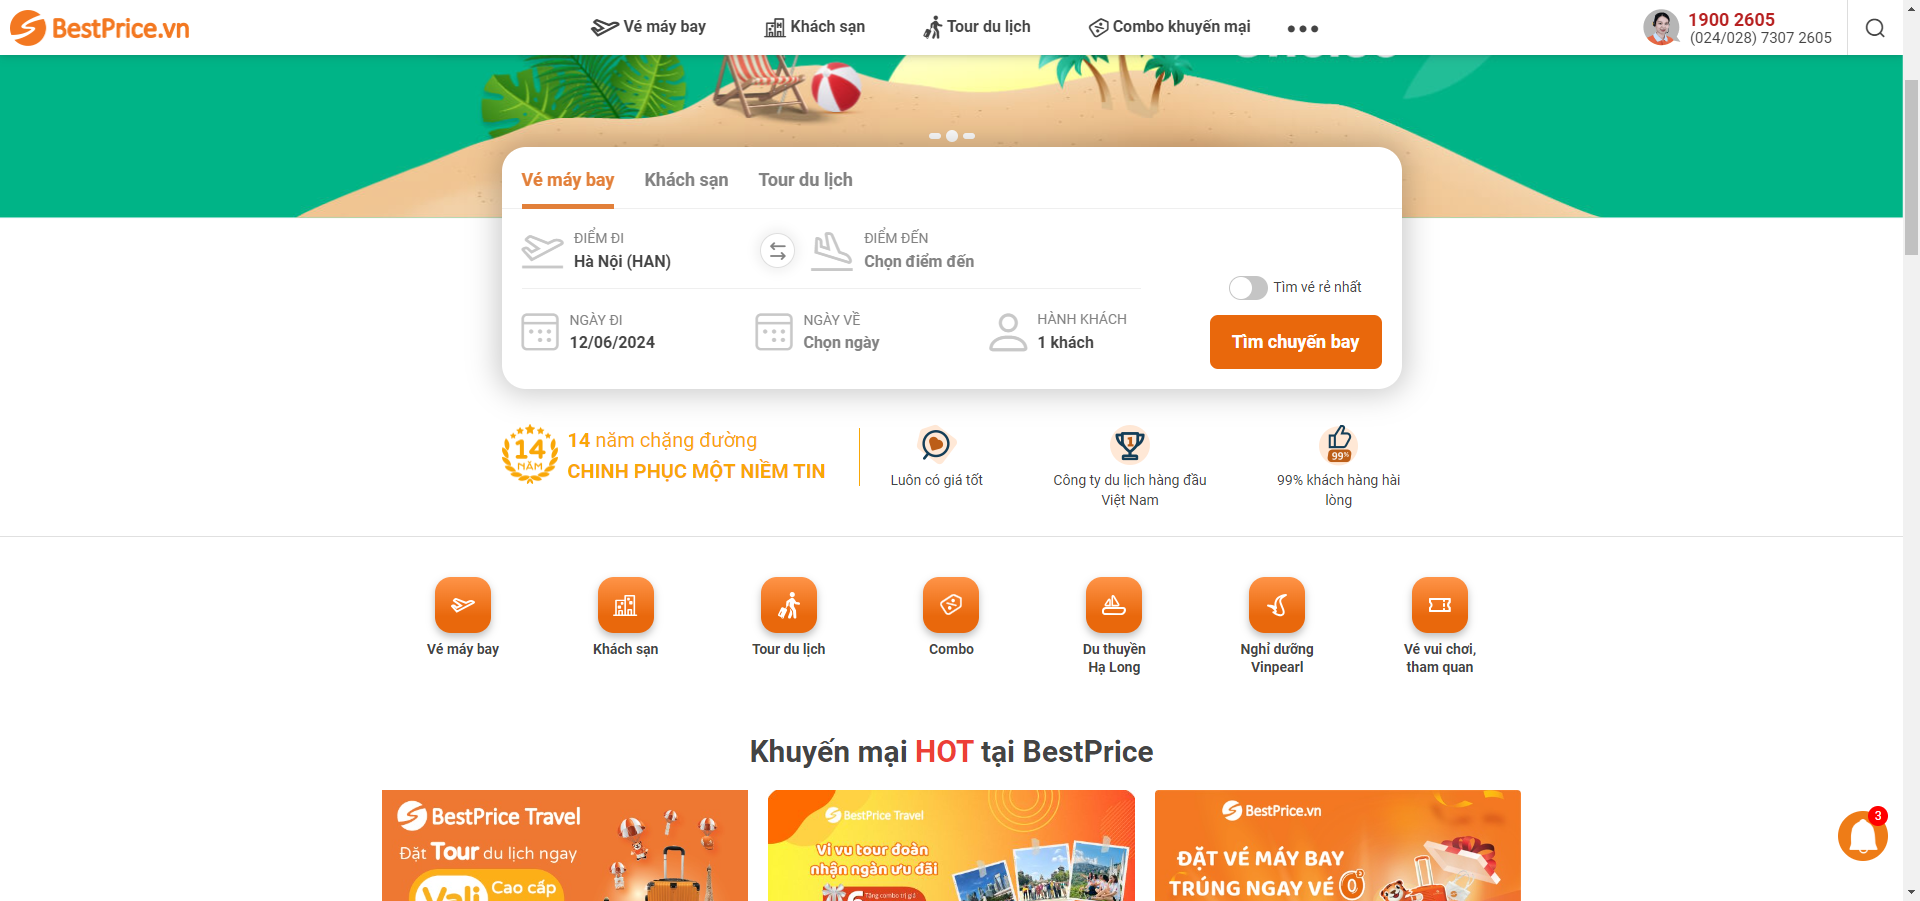 BestPrice.vn
Vé máy bay
Khách sạn
Tour du lịch
Combo khuyến mại
1900 2605
(024/028) 7307 2605
Vé máy bay
Khách sạn
Tour du lịch
ĐIỂM ĐI
Hà Nội (HAN)
ĐIỂM ĐẾN
Chọn điểm đến
Tìm vé rẻ nhất
NGÀY ĐI
12/06/2024
NGÀY VỀ
Chọn ngày
HÀNH KHÁCH
1 khách
Tìm chuyến bay
14
NĂM
14 năm chặng đường
CHINH PHỤC MỘT NIỀM TIN
Luôn có giá tốt
1
Công ty du lịch hàng đầu
Việt Nam
99%
99% khách hàng hài
lòng
Vé máy bay
Khách sạn
Tour du lịch
Combo
Du thuyền
Hạ Long
Nghỉ dưỡng
Vinpearl
Vé vui chơi,
tham quan
Khuyến mại HOT tại BestPrice
BestPrice Travel
Đặt Tour du lịch ngay
Vali Cao cấp
BestPrice Travel
Vi vu tour đoàn
nhận ngàn ưu đãi
Tặng combo trị giá
BestPrice.vn
ĐẶT VÉ MÁY BAY
TRÚNG NGAY VÉ 0
3